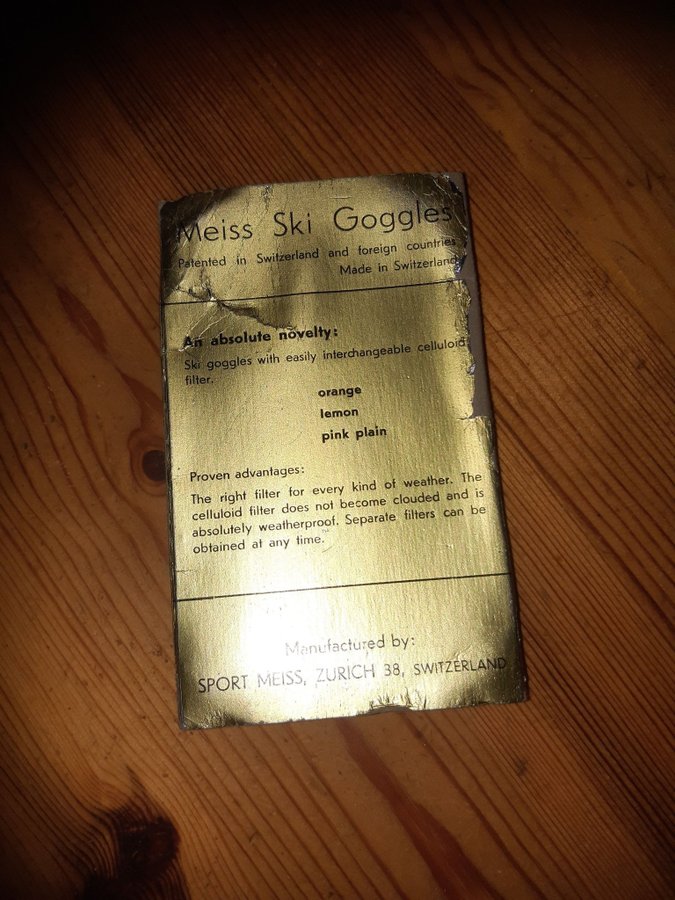 Meiss Ski Goggles
Patented in Switzerland and foreign countries
Made in Switzerland
An absolute novelty:
Ski goggles with easily interchangeable celluloid
filter.
orange
lemon
pink plain
Proven advantages:
The right filter for every kind of weather. The
celluloid filter does not become clouded and is
absolutely weatherproof. Separate filters can be
obtained at any time.
Manufactured by:
SPORT MEISS, ZURICH 38, SWITZERLAND